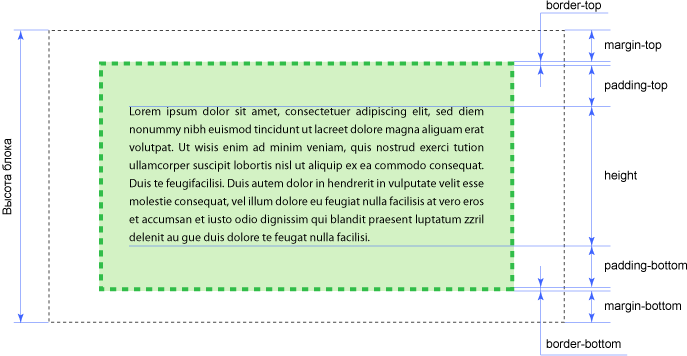 border-top
margin-top
padding-top
Высота блока
Lorem ipsum dolor sit amet, consectetuer adipiscing elit, sed diem
nonummy nibh euismod tincidunt ut lacreet dolore magna aliguam erat
volutpat. Ut wisis enim ad minim veniam, quis nostrud exerci tution
ullamcorper suscipit lobortis nisl ut aliquip ex ea commodo consequat.
Duis te feugifacilisi. Duis autem dolor in hendrerit in vulputate velit esse
molestie consequat, vel illum dolore eu feugiat nulla facilisis at vero eros
et accumsan et iusto odio dignissim qui blandit praesent luptatum zzril
delenit au gue duis dolore te feugat nulla facilisi.
height
padding-bottom
margin-bottom
border-bottom